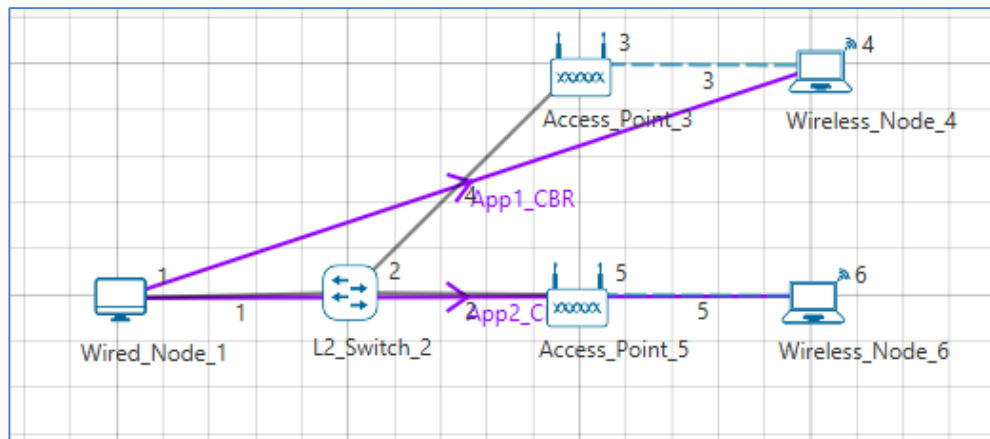 3
4
3
Access_Point_3
Wireless_Node_4
4
App1_CBR
1
2
5
6
1
2
App2_C
5
L2_Switch_2
Access_Point_5
Wired_Node_1
Wireless_Node_6